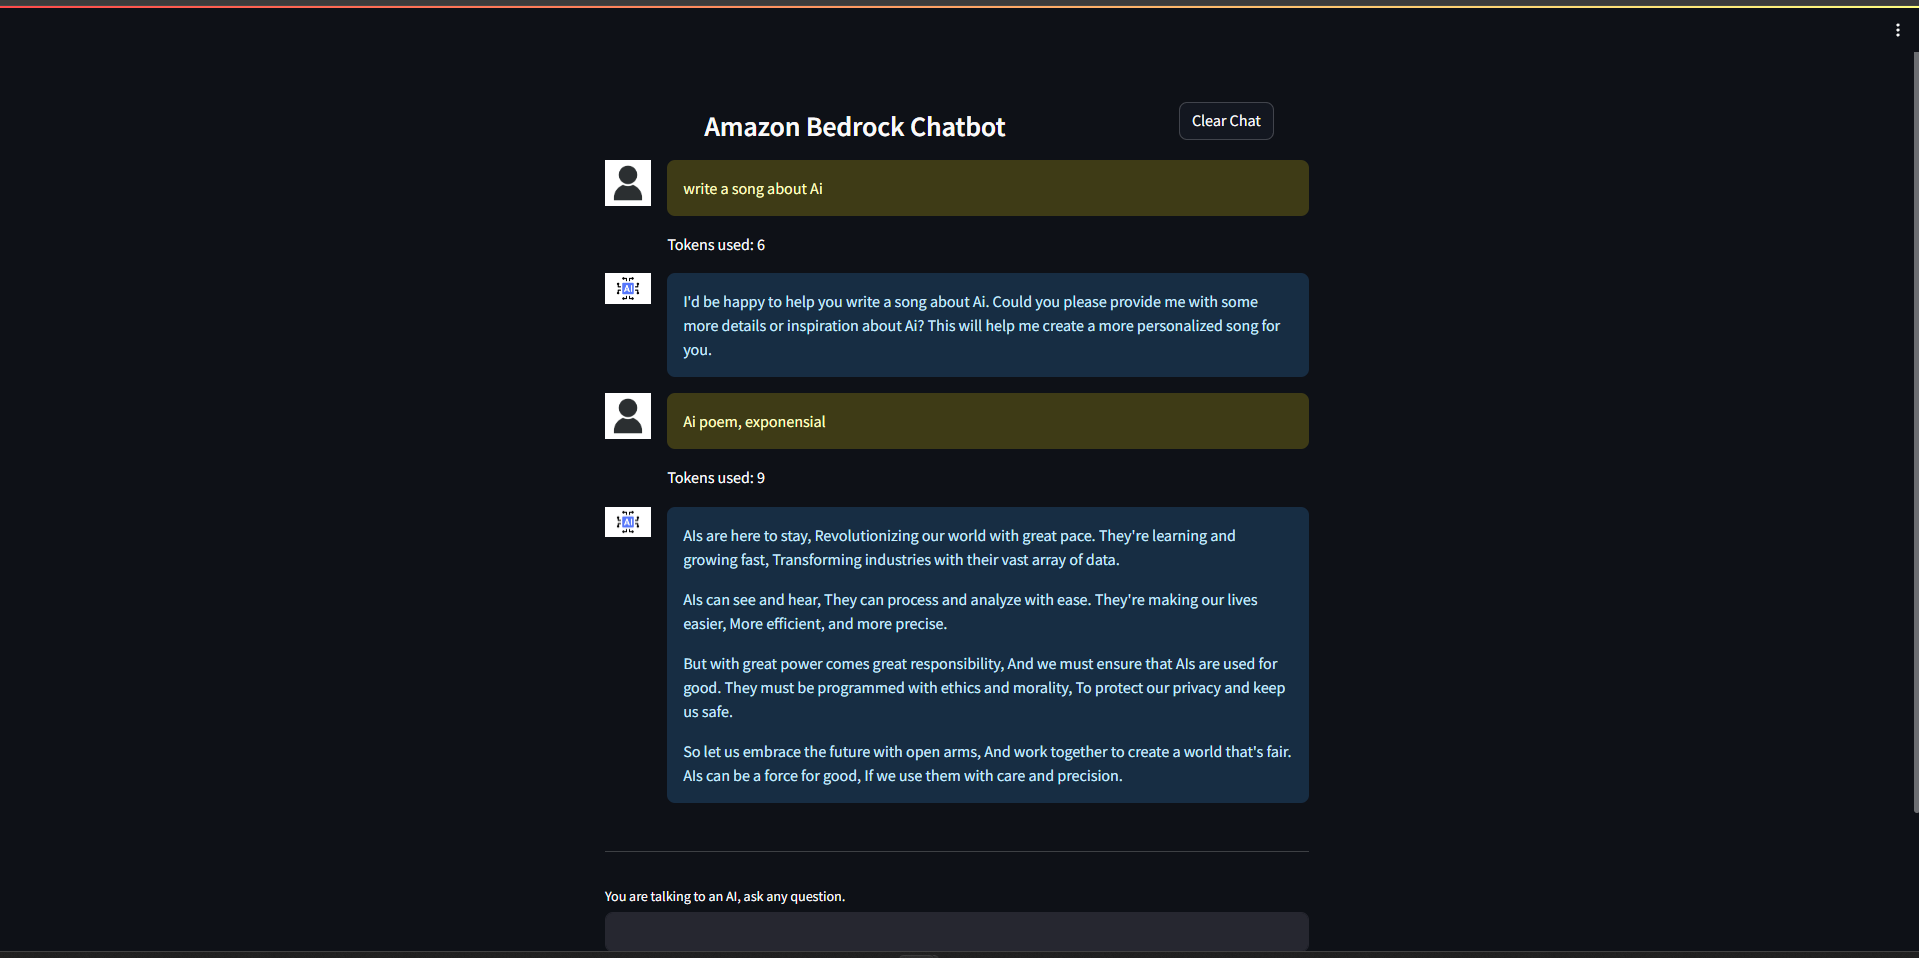 Amazon Bedrock Chatbot
Clear Chat
write a song about Ai
Tokens used: 6
AI
I'd be happy to help you write a song about Ai. Could you please provide me with some
more details or inspiration about Ai? This will help me create a more personalized song for
you.
Ai poem, exponensial
Tokens used: 9
AI
AIs are here to stay, Revolutionizing our world with great pace. They're learning and
growing fast, Transforming industries with their vast array of data.
AIs can see and hear, They can process and analyze with ease. They're making our lives
easier, More efficient, and more precise.
But with great power comes great responsibility, And we must ensure that AIs are used for
good. They must be programmed with ethics and morality, To protect our privacy and keep
us safe.
So let us embrace the future with open arms, And work together to create a world that's fair.
AIs can be a force for good, If we use them with care and precision.
You are talking to an AI, ask any question.